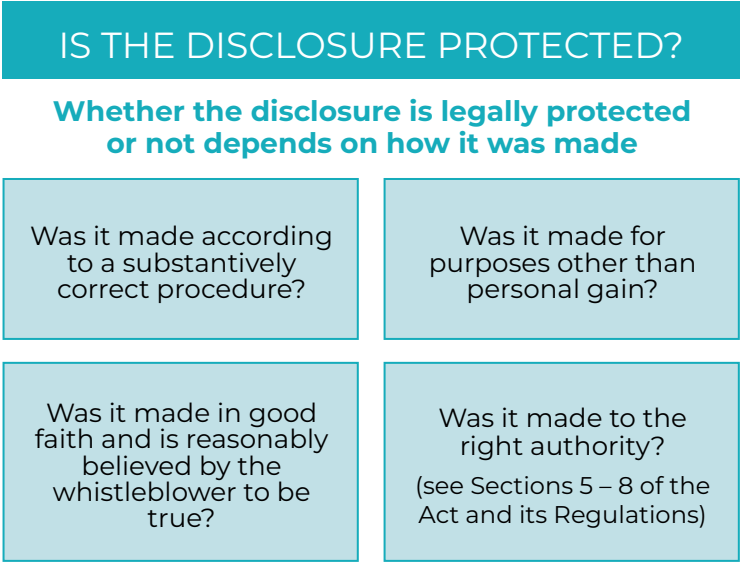 IS THE DISCLOSURE PROTECTED?
Whether the disclosure is legally protected
or not depends on how it was made
Was it made according
to a substantively
correct procedure?
Was it made for
purposes other than
personal gain?
Was it made in good
faith and is reasonably
believed by the
whistleblower to be
true?
Was it made to the
right authority?
(see Sections 5 – 8 of the
Act and its Regulations)